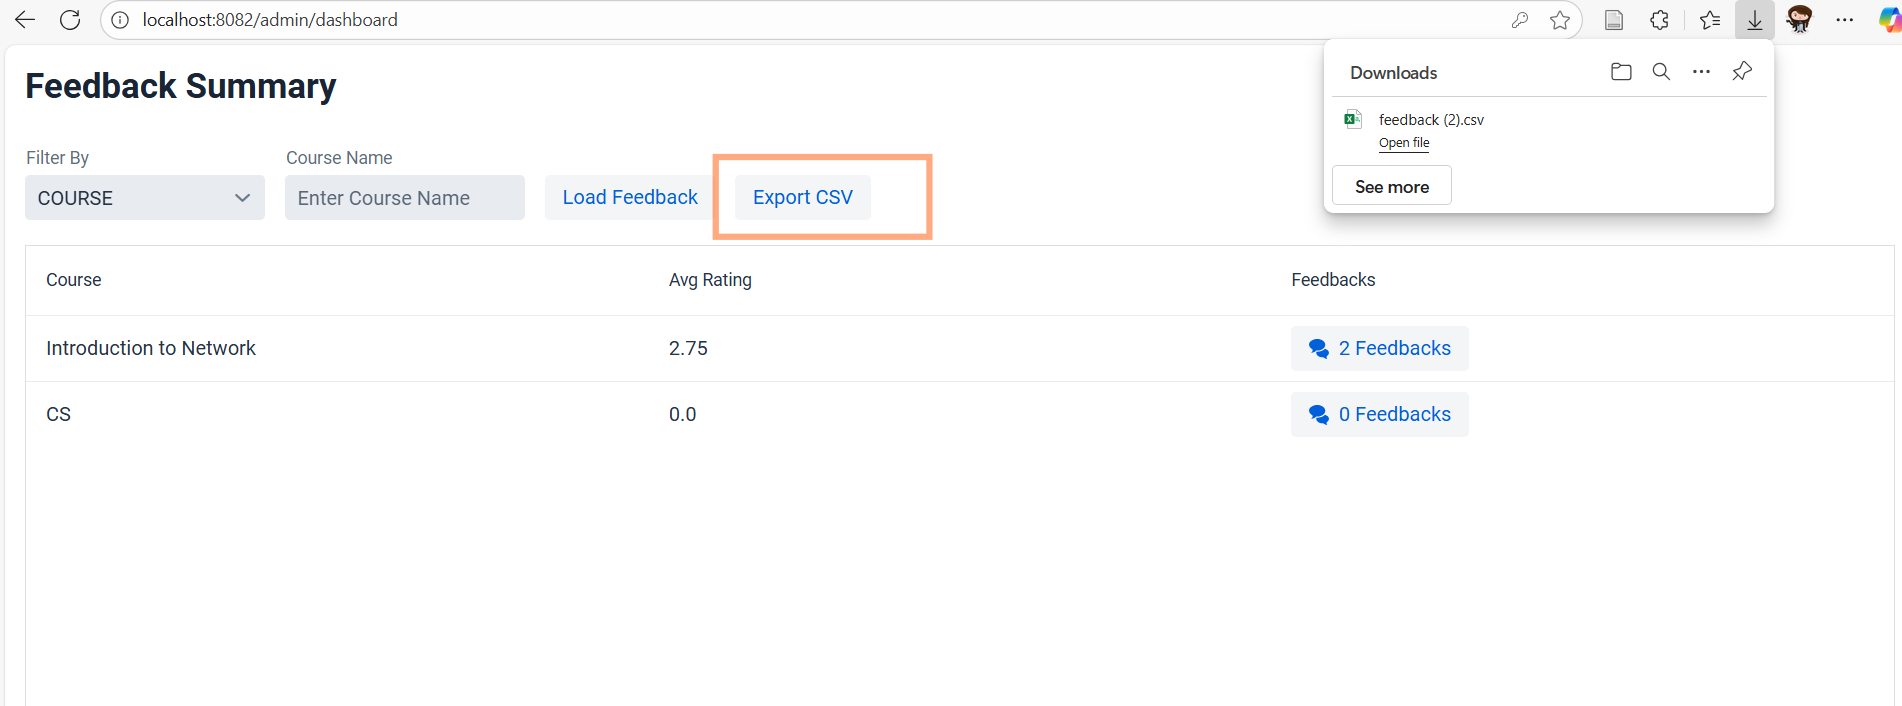 localhost:8082/admin/dashboard
Downloads
feedback (2).csv
Open file
See more
Feedback Summary
Filter By
Course Name
COURSE
Enter Course Name
Load Feedback
Export CSV
Course Avg Rating Feedbacks
Introduction to Network 2.75 2 Feedbacks
CS 0.0 0 Feedbacks